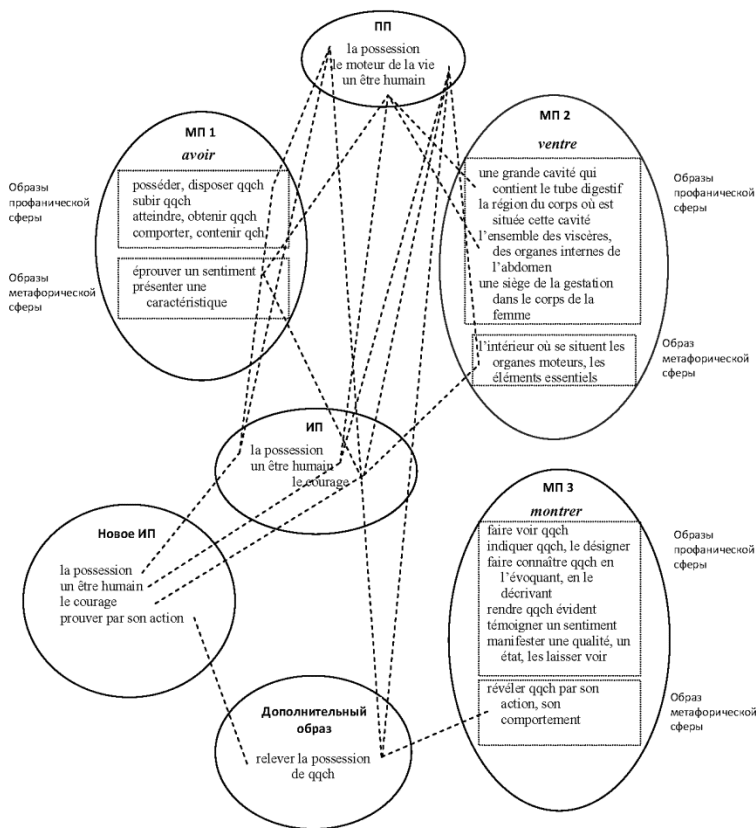 ПП
la possession
le moteur de la vie
un être humain
МП 1
avoir
Образы
профанической
сферы
posséder, disposer qqch
subir qqch
atteindre, obtenir qqch
comporter, contenir qch
Образы
метафорической
сферы
éprouver un sentiment
présenter une
caractéristique
МП 2
ventre
une grande cavité qui
contient le tube digestif
la région du corps où est
située cette cavité
l’ensemble des viscères,
des organes internes de
l’abdomen
une siège de la gestation
dans le corps de la
femme
Образы
профанической
сферы
l’intérieur où se situent les
organes moteurs, les
éléments essentiels
Образ
метафорической
сферы
ИП
la possession
un être humain
le courage
Новое ИП
la possession
un être humain
le courage
prouver par son action
МП 3
montrer
faire voir qqch
indiquer qqch, le désigner
faire connaître qqch en
l’évoquant, en le
décrivant
rendre qqch évident
témoigner un sentiment
manifester une qualité, un
état, les laisser voir
Образы
профанической
сферы
révéler qqch par son
action, son
comportement
Образ
метафорической
сферы
Дополнительный
образ
relever la possession
de qqch